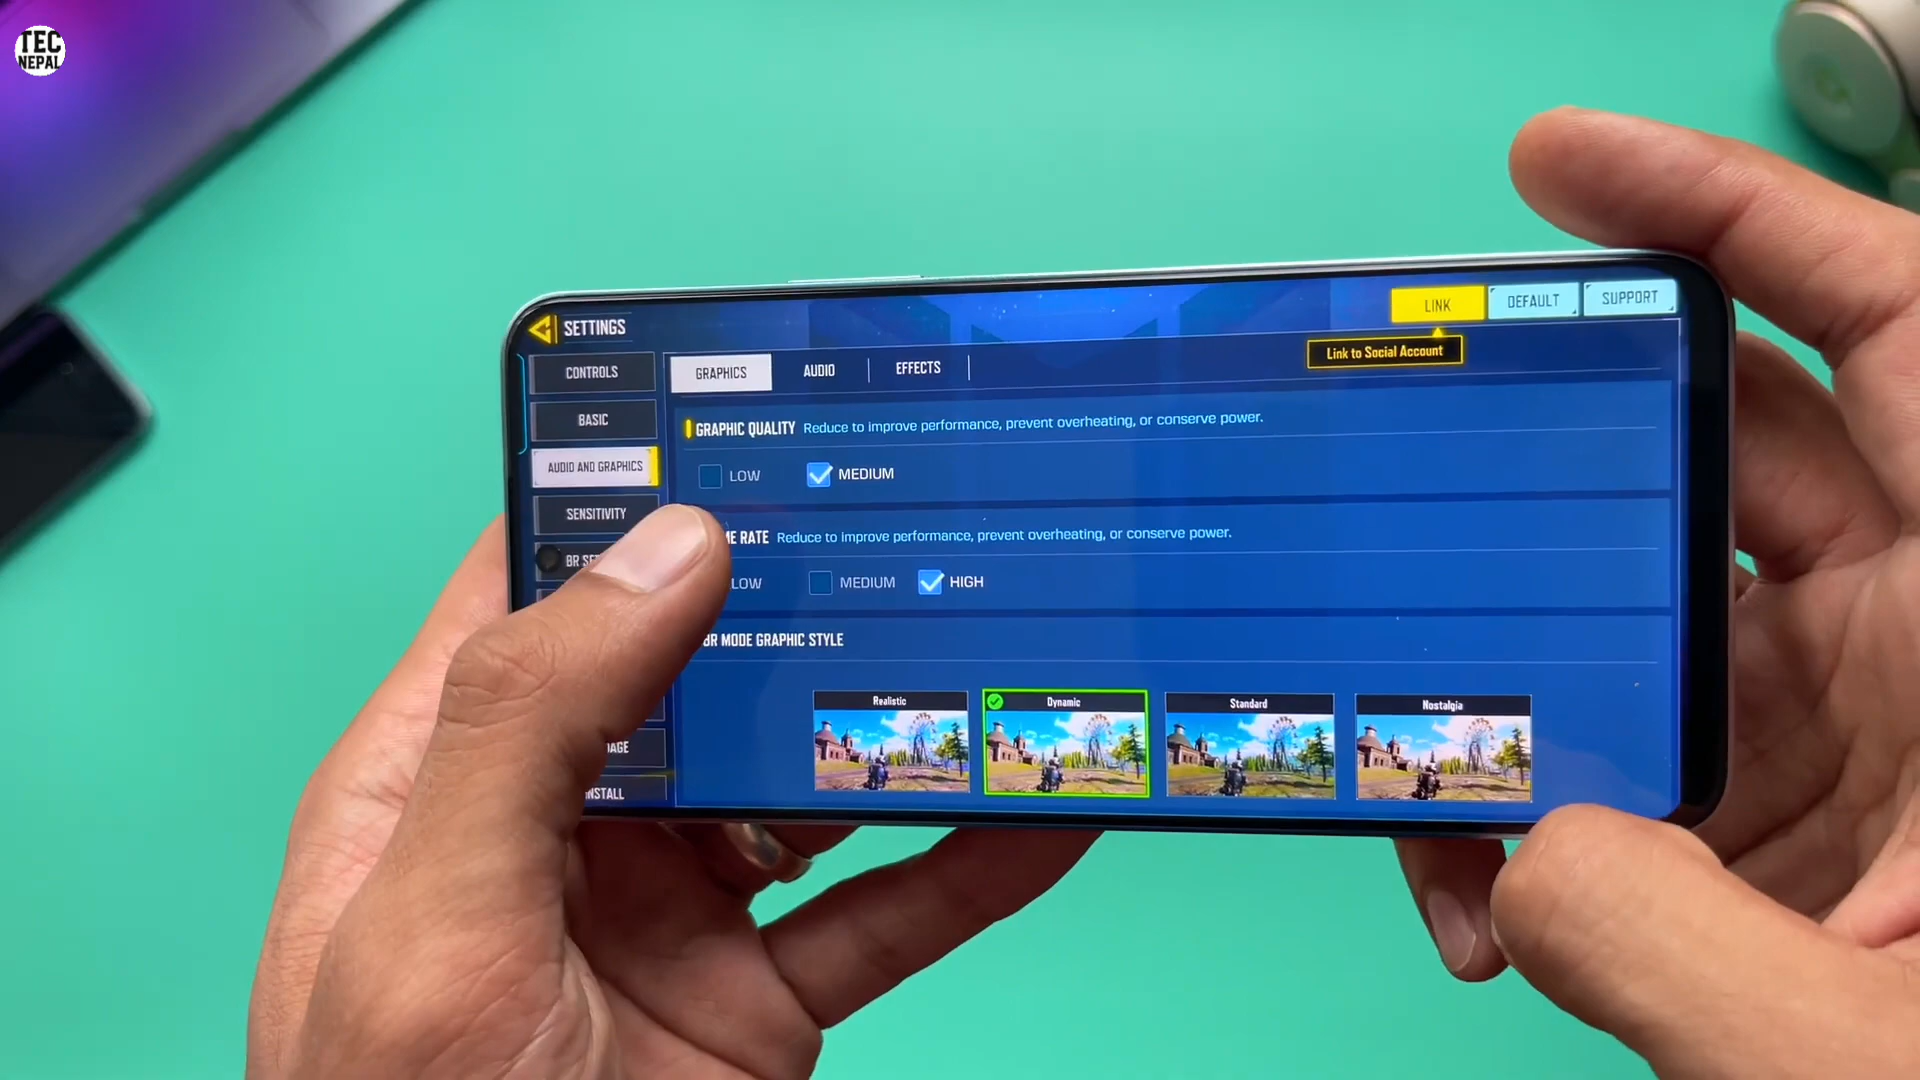 TEC
NEPAL
SETTINGS
LINK
DEFAULT
SUPPORT
Link to Social Account
CONTROLS
BASIC
AUDIO AND GRAPHICS
SENSITIVITY
GRAPHICS
AUDIO
EFFECTS
GRAPHIC QUALITY Reduce to improve performance, prevent overheating, or conserve power.
LOW
MEDIUM
RATE Reduce to improve performance, prevent overheating, or conserve power.
LOW
MEDIUM
HIGH
BR MODE GRAPHIC STYLE
Realistic
Dynamic
Standard
Nostalgia
BR